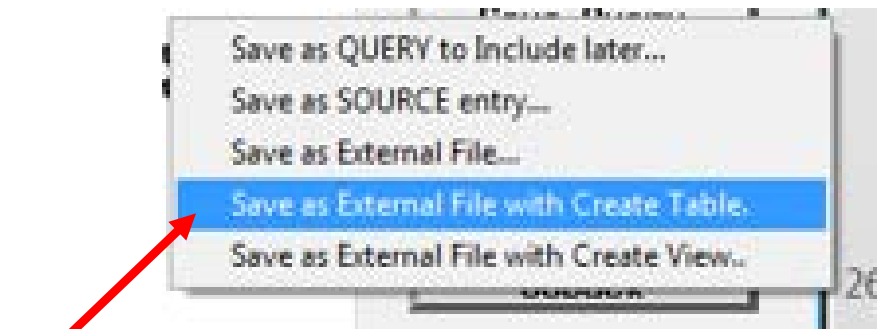 Save as QUERY to Include later...
Save as SOURCE entry....
Save as External File...
Save as External File with Create Table.
Save as External File with Create View..
26